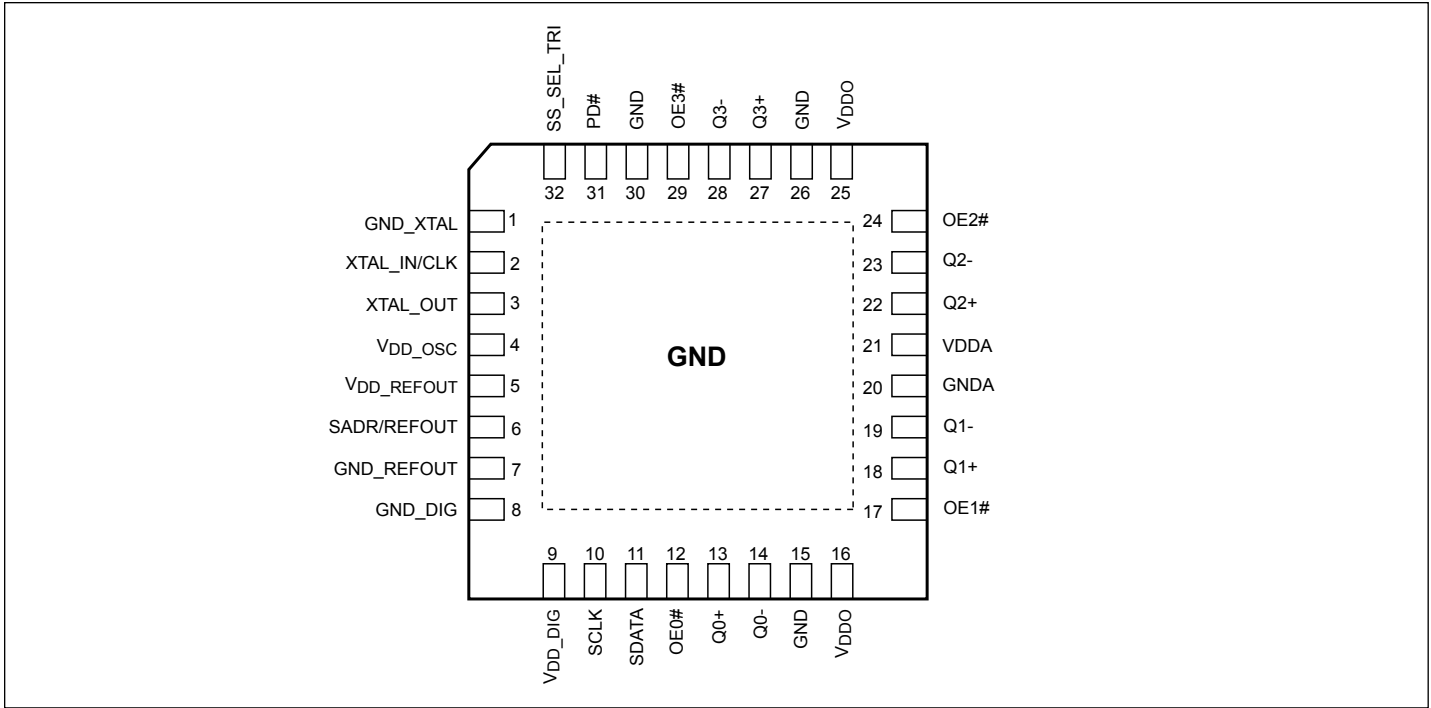 SS_SEL_TRI
PD#
GND
OE3#
Q3-
Q3+
GND
VDDO
32 31 30 29 28 27 26 25
GND_XTAL 1
XTAL_IN/CLK 2
XTAL_OUT 3
VDD_OSC 4
VDD_REFOUT 5
SADR/REFOUT 6
GND_REFOUT 7
GND_DIG 8
GND
24 OE2#
23 Q2-
22 Q2+
21 VDDA
20 GNDA
19 Q1-
18 Q1+
17 OE1#
9 10 11 12 13 14 15 16
VDD_DIG
SCLK
SDATA
OE0#
Q0+
Q0-
GND
VDDO